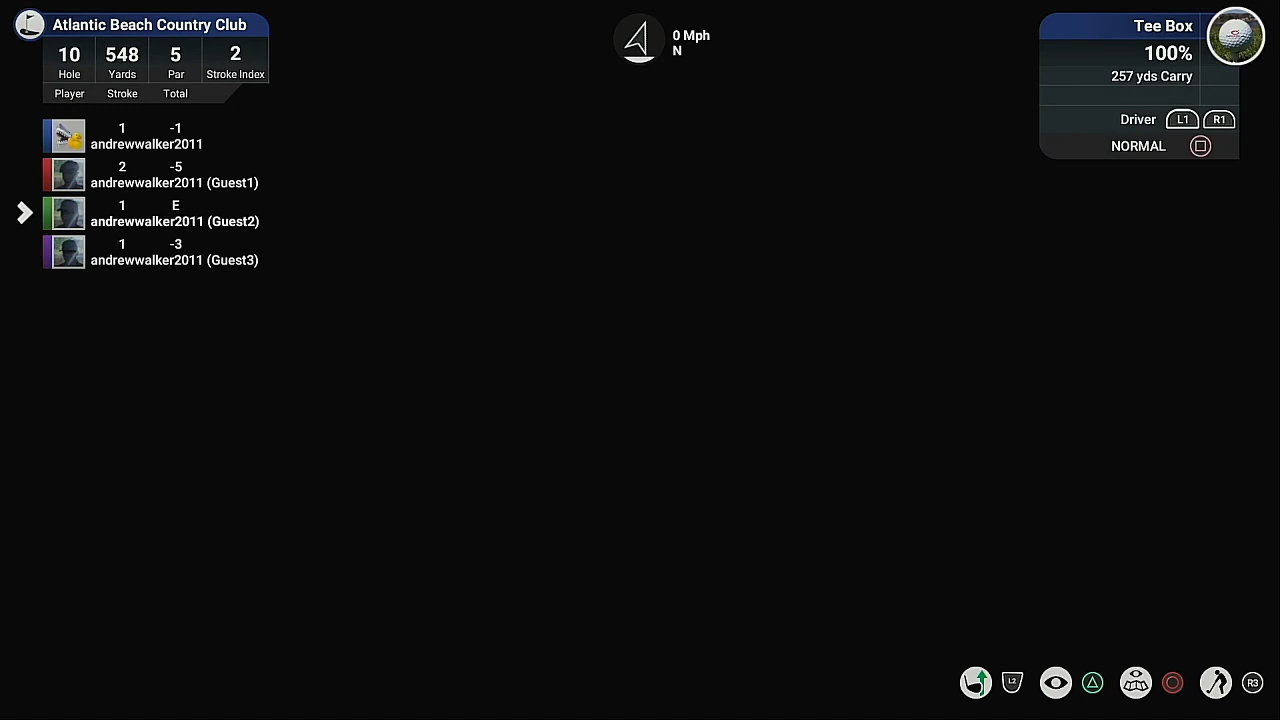 Atlantic Beach Country Club
10 548 5 2
Hole Yards Par Stroke Index
Player Stroke Total
1 -1
andrewwalker2011
2 -5
andrewwalker2011 (Guest1)
1 E
andrewwalker2011 (Guest2)
1 -3
andrewwalker2011 (Guest3)
0 Mph
N
Tee Box
100%
257 yds Carry
Driver L1 R1
NORMAL
L2 R3